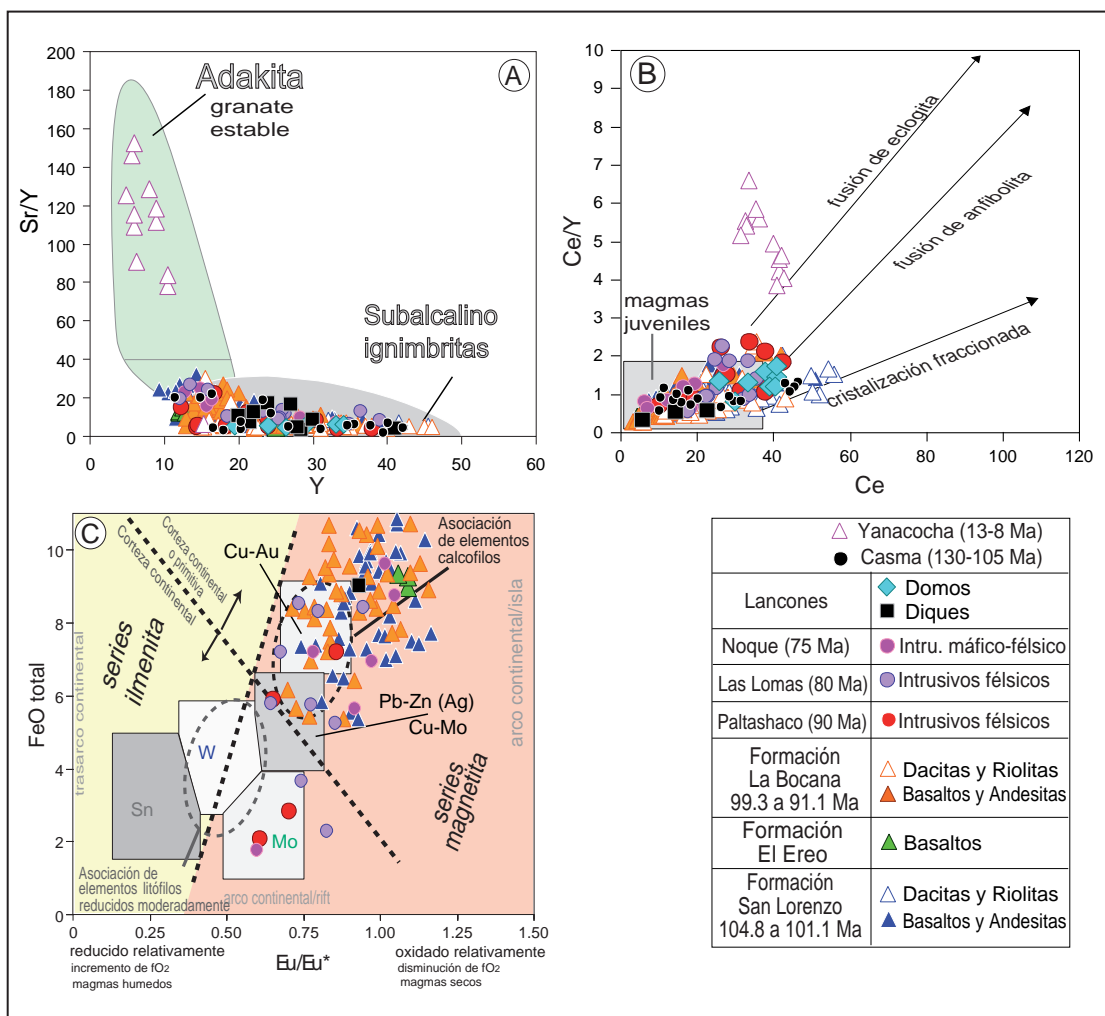 200
180
160
140
120
100
80
60
40
20
0
Sr/Y
0 10 20 30 40 50 60
Y
Adakita
granate
estable
A
Subalcalino
ignimbritas
10
9
8
7
6
5
4
3
2
1
0
Ce/Y
0 20 40 60 80 100 120
Ce
B
fusión de eclogita
fusión de anfibolita
magmas
juveniles
cristalización fraccionada
C
10
8
6
4
2
0
FeO total
0 0.25 0.50 0.75 1.00 1.25 1.50
Eu/Eu*
reducido relativamente
incremento de fO2
magmas humedos
oxidado relativamente
disminución de fO2
magmas secos
Corteza continental
o primitiva
Corteza continental
series
ilmenita
trasarco continental
Cu-Au
Asociación
de elementos
calcofilos
arco continental/isla
Pb-Zn (Ag)
Cu-Mo
series
magnetita
W
Sn
Mo
Asociación de
elementos litófilos
reducidos moderadamente
arco continental/rift
Yanacocha (13-8 Ma)
Casma (130-105 Ma)
Lancones
Domos
Diques
Noque (75 Ma)
Intru. máfico-félsico
Las Lomas (80 Ma)
Intrusivos félsicos
Paltashaco (90 Ma)
Intrusivos félsicos
Formación
La Bocana
99.3 a 91.1 Ma
Dacitas y Riolitas
Basaltos y Andesitas
Formación
El Ereo
Basaltos
Formación
San Lorenzo
104.8 a 101.1 Ma
Dacitas y Riolitas
Basaltos y Andesitas